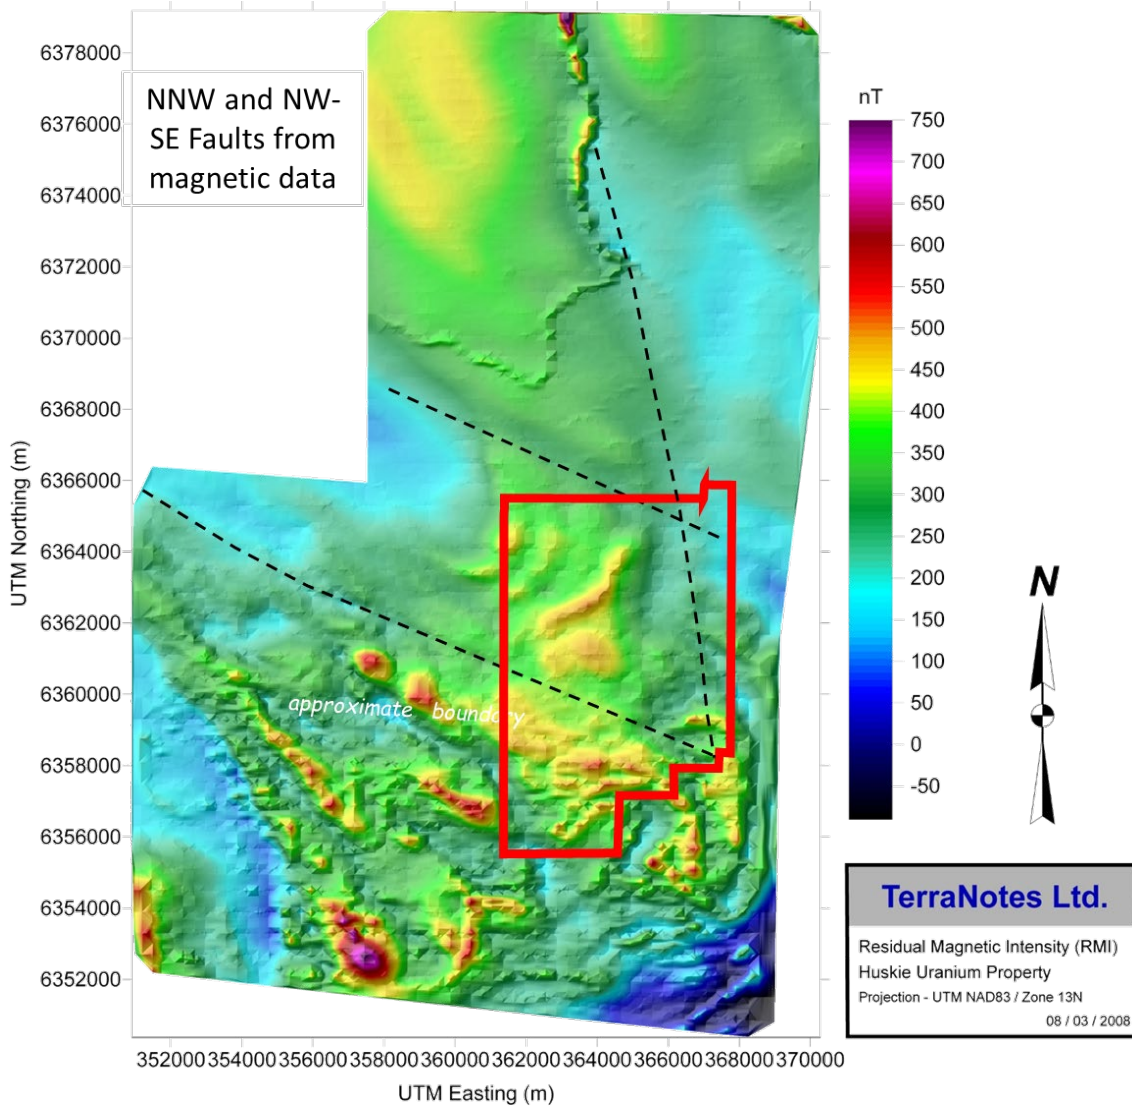 NNW and NW-
SE Faults from
magnetic data
6378000
6376000
6374000
6372000
6370000
6368000
6366000
6364000
6362000
6360000
6358000
6356000
6354000
6352000
UTM Northing (m)
approximate boundary
352000 354000 356000 358000 360000 362000 364000 366000 368000 370000
UTM Easting (m)
nT
750
700
650
600
550
500
450
400
350
300
250
200
150
100
50
0
-50
N
TerraNotes Ltd.
Residual Magnetic Intensity (RMI)
Huskie Uranium Property
Projection - UTM NAD83 / Zone 13N
08 / 03 / 2008